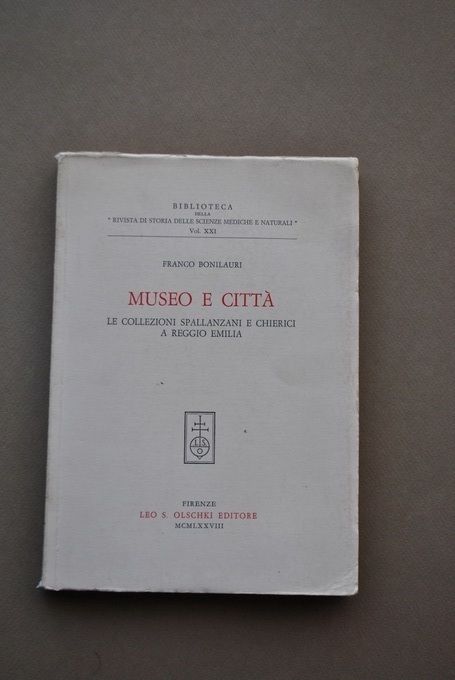 BIBLIOTECA
DELLA
"RIVISTA DI STORIA DELLE SCIENZE MEDICHE E NATURALI"
Vol. XXI
FRANCO BONILAURI
MUSEO E CITTÀ
LE COLLEZIONI SPALLANZANI E CHIERICI
A REGGIO EMILIA
L S
O
FIRENZE
LEO S. OLSCHKI EDITORE
MCMLXXVIII